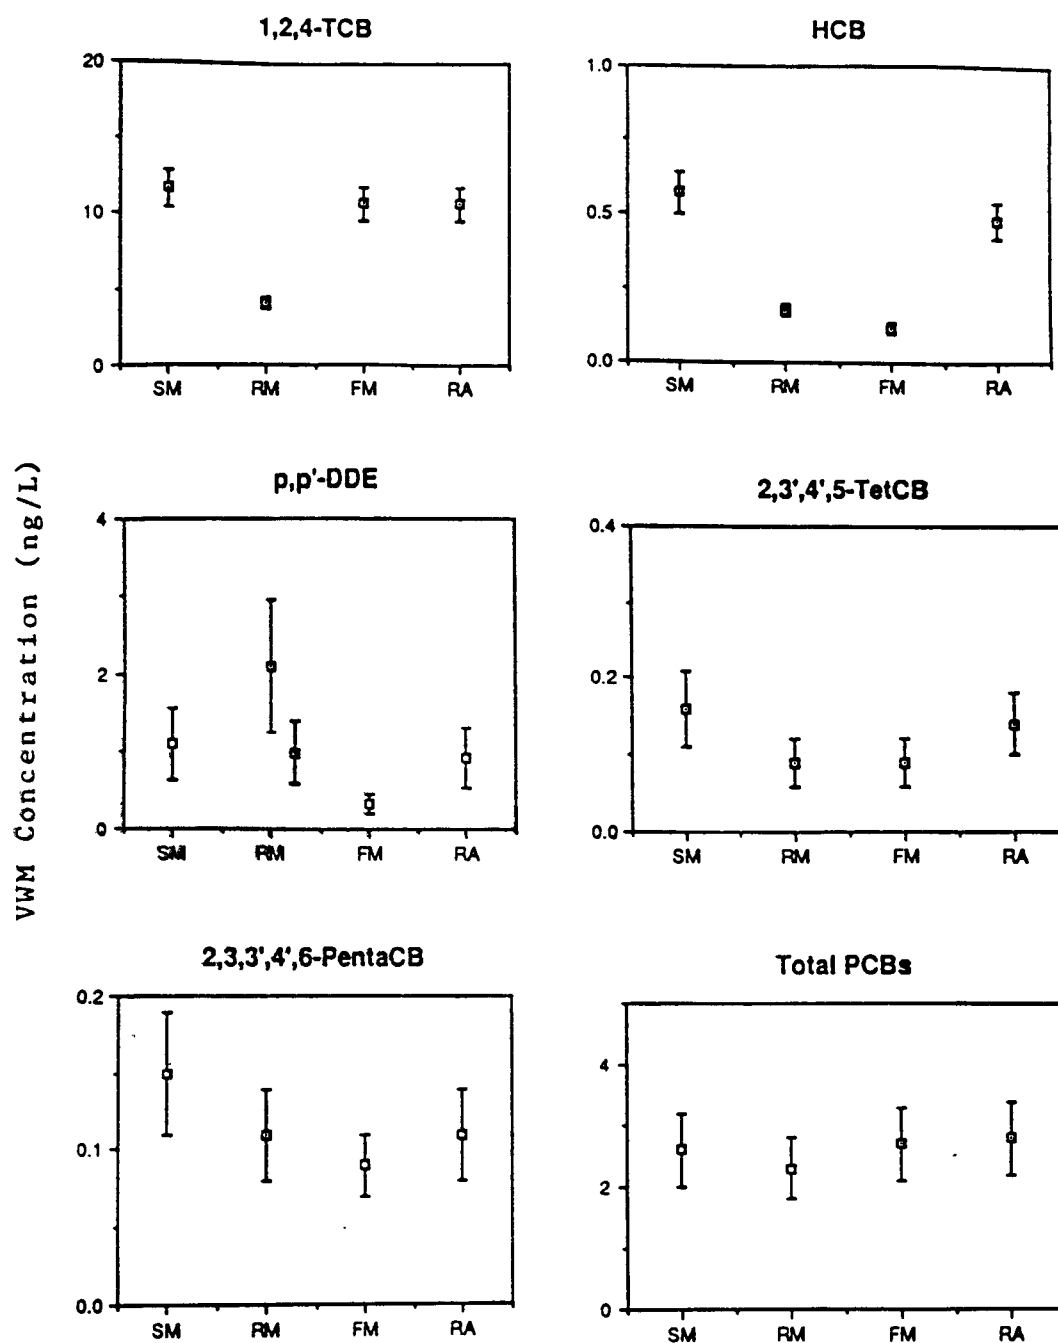 1,2,4-TCB
20
10
0
SM RM FM RA
HCB
1.0
0.5
0.0
SM RM FM RA
VWM Concentration (ng/L)
p,p'-DDE
4
2
0
SM RM FM RA
2,3',4',5-TetCB
0.4
0.2
0.0
SM RM FM RA
2,3,3',4',6-PentaCB
0.2
0.1
0.0
SM RM FM RA
Total PCBs
4
2
0
SM RM FM RA